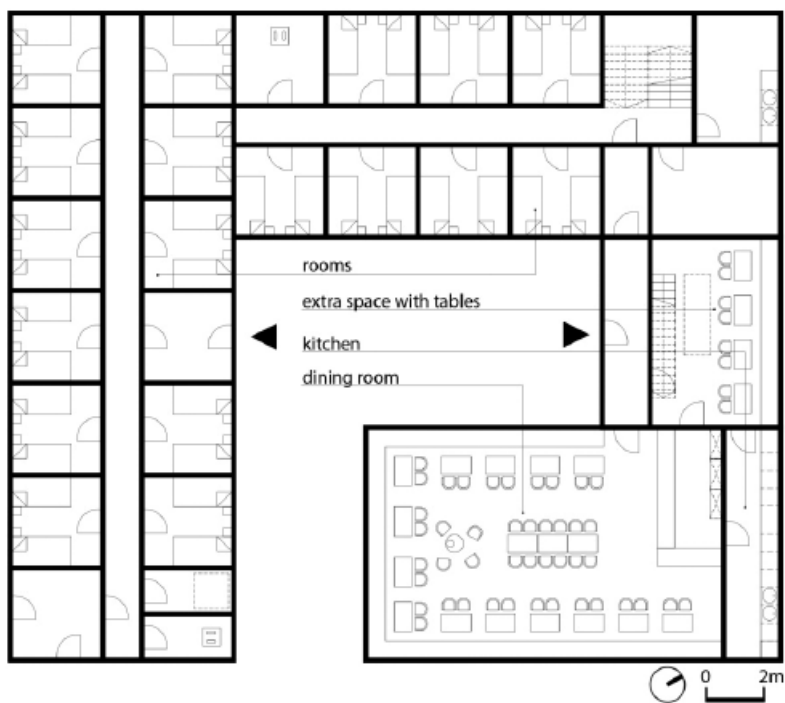 rooms
extra space with tables
kitchen
dining room
0 2m